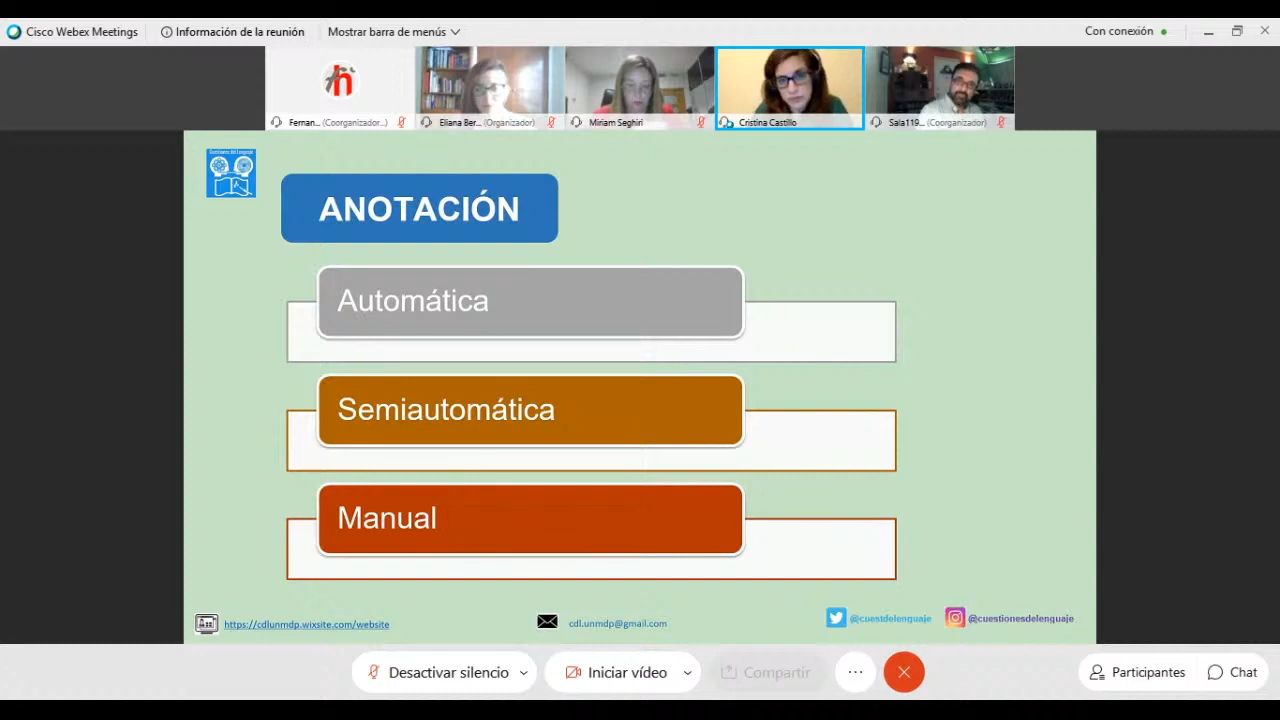 Cisco Webex Meetings
Información de la reunión
Mostrar barra de menús
Con conexión
Fernan... (Coorganizador...
Eliana Ber... (Organizador)
Miriam Seghiri
Cristina Castillo
Sala119... (Coorganizador)
ANOTACIÓN
Automática
Semiautomática
Manual
https://cdlunmdp.wixsite.com/website
cdl.unmdp@gmail.com
@cuestdelenguaje
@cuestionesdelenguaje
Desactivar silencio
Iniciar vídeo
Compartir
Participantes
Chat